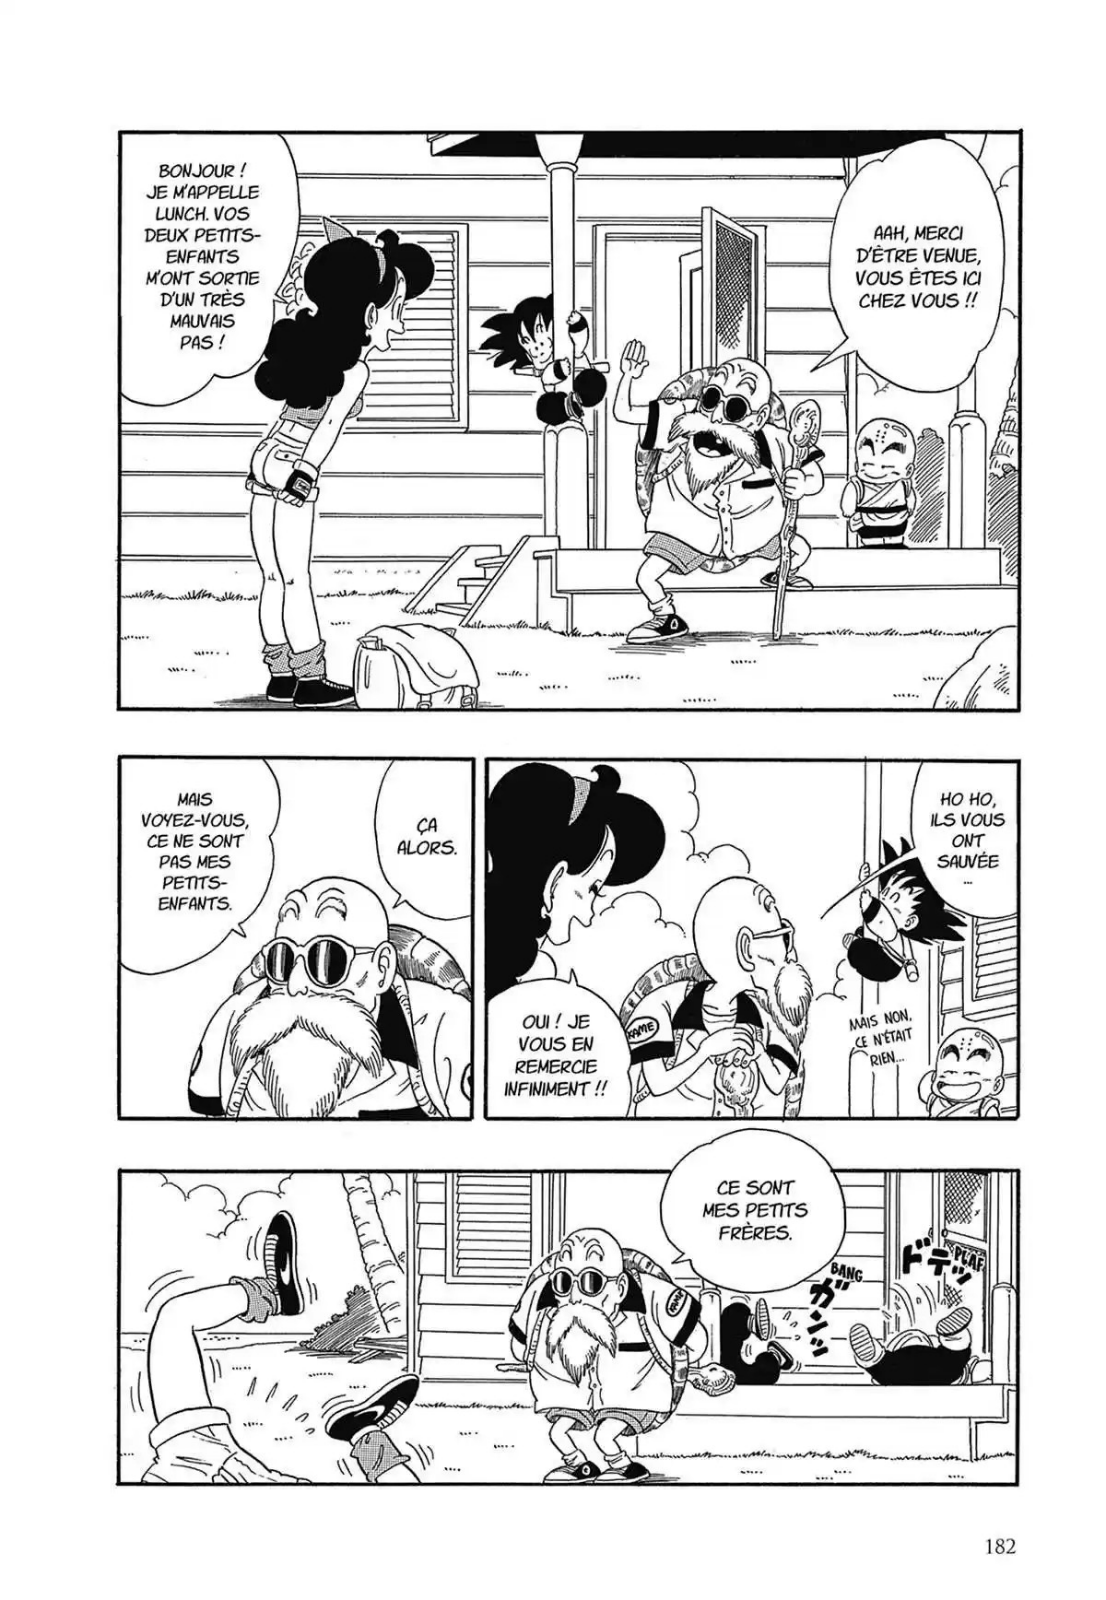 BONJOUR !
JE M'APPELLE
LUNCH. VOS
DEUX PETITS-
ENFANTS
M'ONT SORTIE
D'UN TRÈS
MAUVAIS
PAS !
AAH, MERCI
D'ÊTRE VENUE,
VOUS ÊTES ICI
CHEZ VOUS !!
MAIS
VOYEZ-VOUS,
CE NE SONT
PAS MES
PETITS-
ENFANTS.
ÇA
ALORS.
HO HO,
ILS VOUS
ONT
SAUVÉE
...
OUI ! JE
VOUS EN
REMERCIE
INFINIMENT !!
KAME
MAIS NON,
CE N'ÉTAIT
RIEN...
CE SONT
MES PETITS
FRÈRES.
KAME
BANG
ガンッ
PLAF
ドテッ
182